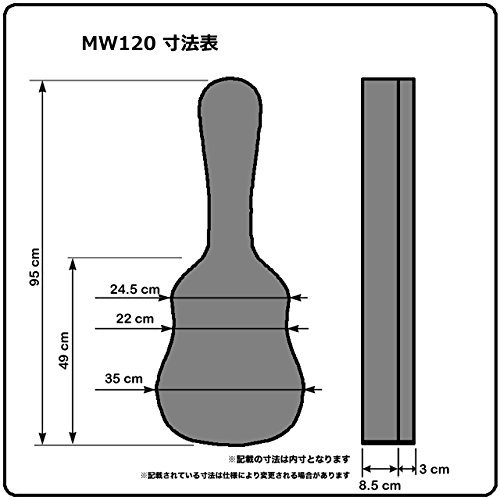 MW120 寸法表
95 cm
49 cm
24.5 cm
22 cm
35 cm
※記載の寸法は内寸となります
※記載されている寸法は仕様により変更される場合があります
3 cm
8.5 cm